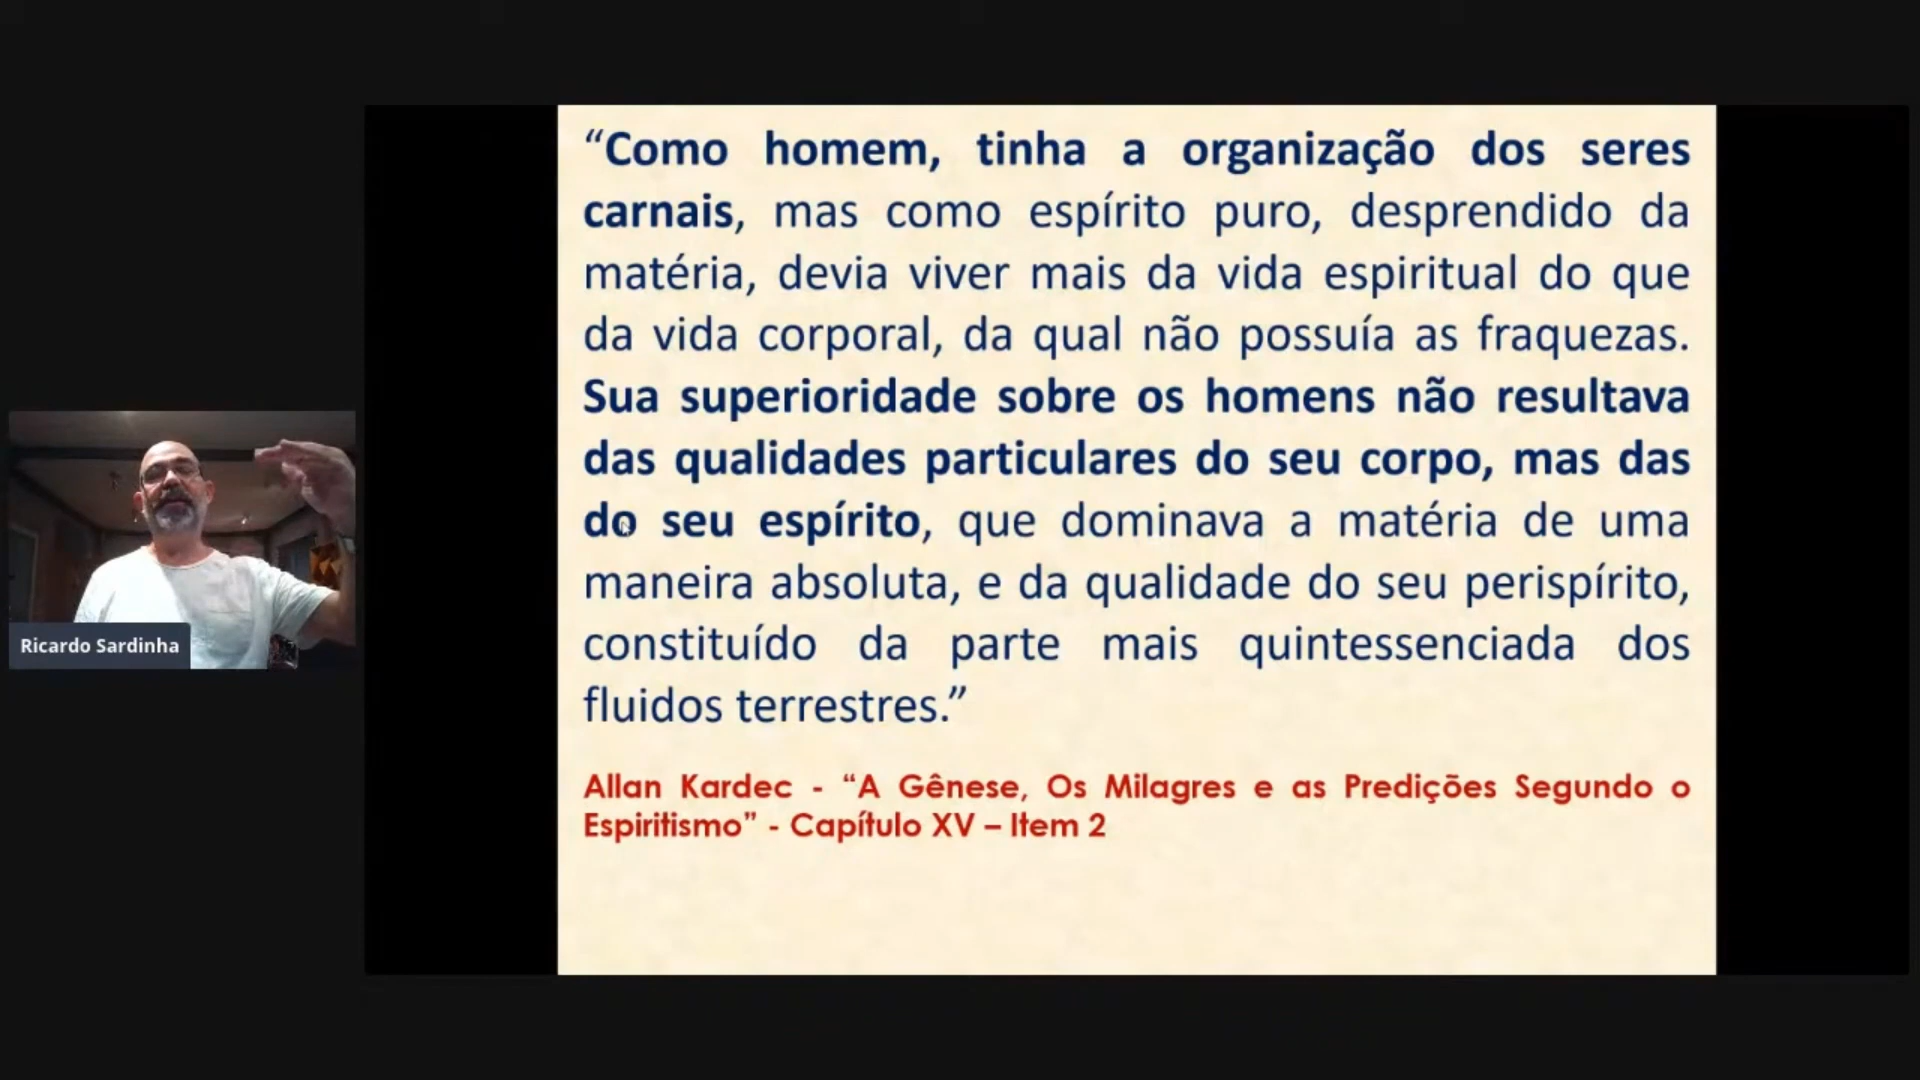 “Como homem, tinha a organização dos seres
carnais, mas como espírito puro, desprendido da
matéria, devia viver mais da vida espiritual do que
da vida corporal, da qual não possuía as fraquezas.
Sua superioridade sobre os homens não resultava
das qualidades particulares do seu corpo, mas das
do seu espírito, que dominava a matéria de uma
maneira absoluta, e da qualidade do seu perispírito,
constituído da parte mais quintessenciada dos
fluidos terrestres.”
Allan Kardec - “A Gênese, Os Milagres e as Predições Segundo o
Espiritismo” - Capítulo XV – Item 2
Ricardo Sardinha